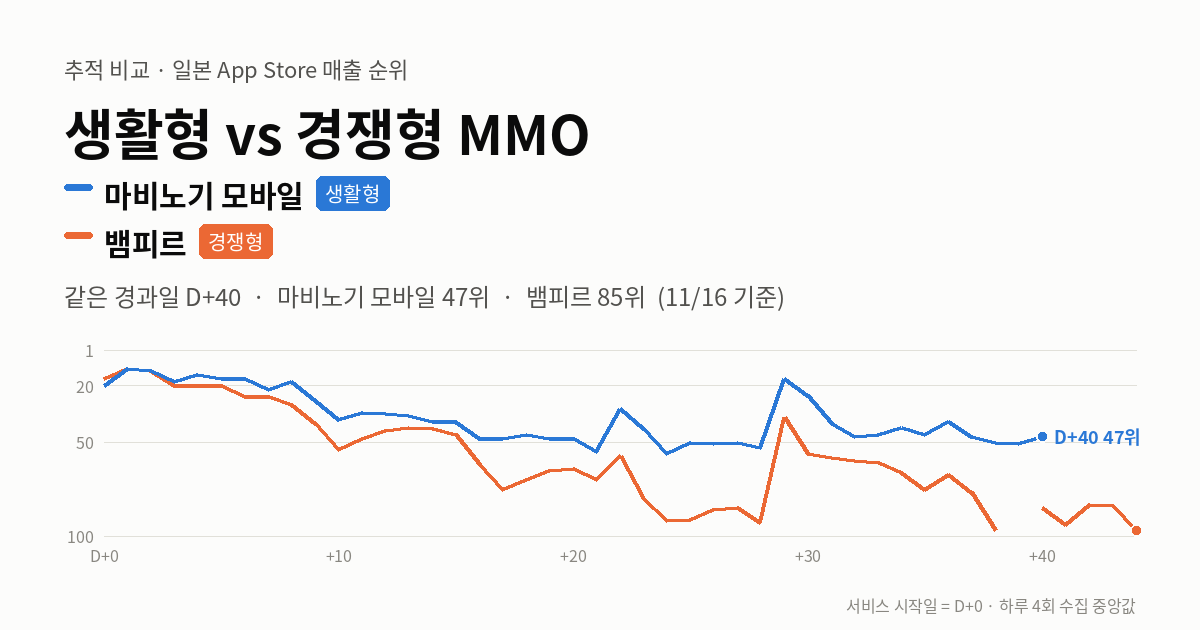 추적 비교 · 일본 App Store 매출 순위
생활형 vs 경쟁형 MMO
마비노기 모바일 생활형
뱀피르 경쟁형
같은 경과일 D+40 · 마비노기 모바일 47위 · 뱀피르 85위 (11/16 기준)
1
20
50
100
D+40 47위
D+0 +10 +20 +30 +40
서비스 시작일 = D+0 · 하루 4회 수집 중앙값